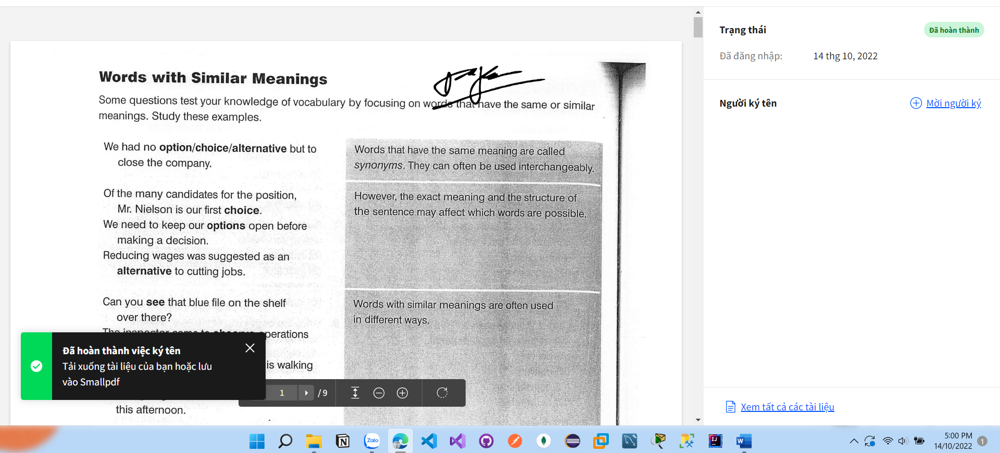 Words with Similar Meanings
Some questions test your knowledge of vocabulary by focusing on words that have the same or similar
meanings. Study these examples.
We had no option/choice/alternative but to
close the company.
Of the many candidates for the position,
Mr. Nielson is our first choice.
We need to keep our options open before
making a decision.
Reducing wages was suggested as an
alternative to cutting jobs.
Can you see that blue file on the shelf
over there?
The inspector came to observe operations
is walking
this afternoon.
Words that have the same meaning are called
synonyms. They can often be used interchangeably.
However, the exact meaning and the structure of
the sentence may affect which words are possible.
Words with similar meanings are often used
in different ways.
Đã hoàn thành việc ký tên
Tải xuống tài liệu của bạn hoặc lưu
vào Smallpdf
1 / 9
Trạng thái
Đã hoàn thành
Đã đăng nhập: 14 thg 10, 2022
Người ký tên
Mời người ký
Xem tất cả các tài liệu
Zalo
5:00 PM
14/10/2022
1